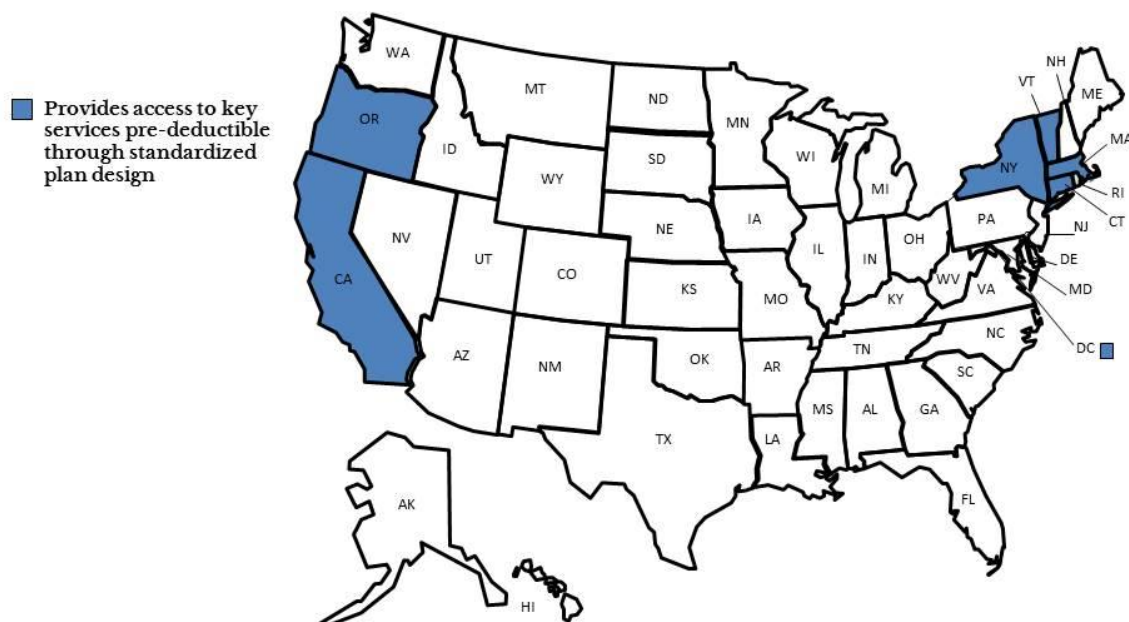 Provides access to key
services pre-deductible
through standardized
plan design
WA
OR
CA
ID
NV
MT
WY
UT
AZ
CO
NM
ND
SD
NE
KS
OK
TX
MN
IA
MO
AR
LA
WI
IL
MI
IN
OH
KY
TN
MS
AL
GA
FL
SC
NC
VA
WV
PA
NY
VT
NH
ME
MA
RI
CT
NJ
DE
MD
DC
AK
HI